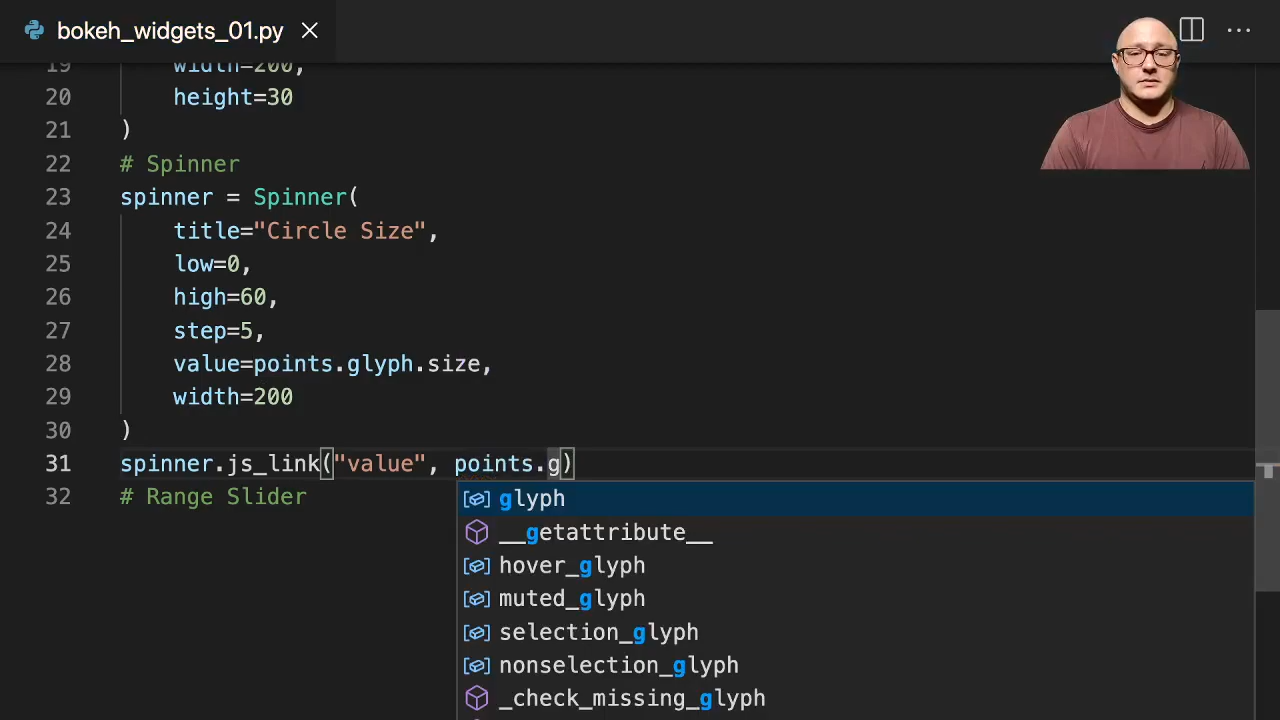 bokeh_widgets_01.py
19 width=200,
20 height=30
21 )
22 # Spinner
23 spinner = Spinner(
24 title="Circle Size",
25 low=0,
26 high=60,
27 step=5,
28 value=points.glyph.size,
29 width=200
30 )
31 spinner.js_link("value", points.g)
32 # Range Slider
glyph
__getattribute__
hover_glyph
muted_glyph
selection_glyph
nonselection_glyph
_check_missing_glyph